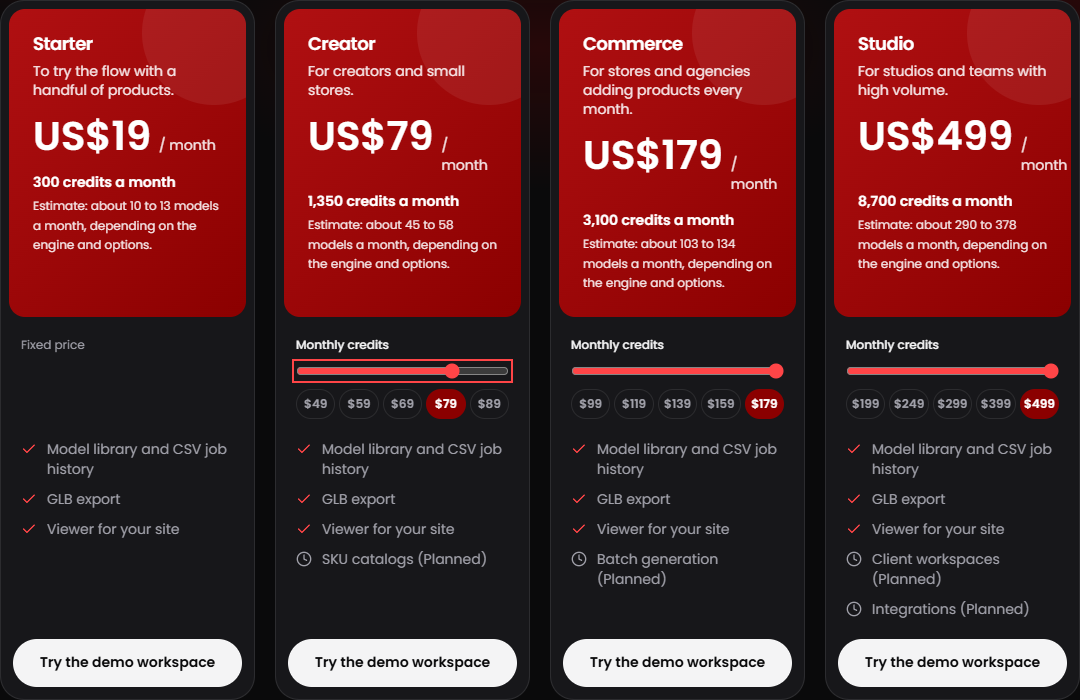 Starter
To try the flow with a
handful of products.
US$19 / month
300 credits a month
Estimate: about 10 to 13 models
a month, depending on the
engine and options.
Fixed price
Model library and CSV job
history
GLB export
Viewer for your site
Try the demo workspace
Creator
For creators and small
stores.
US$79 /
month
1,350 credits a month
Estimate: about 45 to 58
models a month, depending on
the engine and options.
Monthly credits
$49 $59 $69 $79 $89
Model library and CSV job
history
GLB export
Viewer for your site
SKU catalogs (Planned)
Try the demo workspace
Commerce
For stores and agencies
adding products every
month.
US$179 /
month
3,100 credits a month
Estimate: about 103 to 134
models a month, depending on
the engine and options.
Monthly credits
$99 $119 $139 $159 $179
Model library and CSV job
history
GLB export
Viewer for your site
Batch generation
(Planned)
Try the demo workspace
Studio
For studios and teams with
high volume.
US$499 /
month
8,700 credits a month
Estimate: about 290 to 378
models a month, depending on
the engine and options.
Monthly credits
$199 $249 $299 $399 $499
Model library and CSV job
history
GLB export
Viewer for your site
Client workspaces
(Planned)
Integrations (Planned)
Try the demo workspace